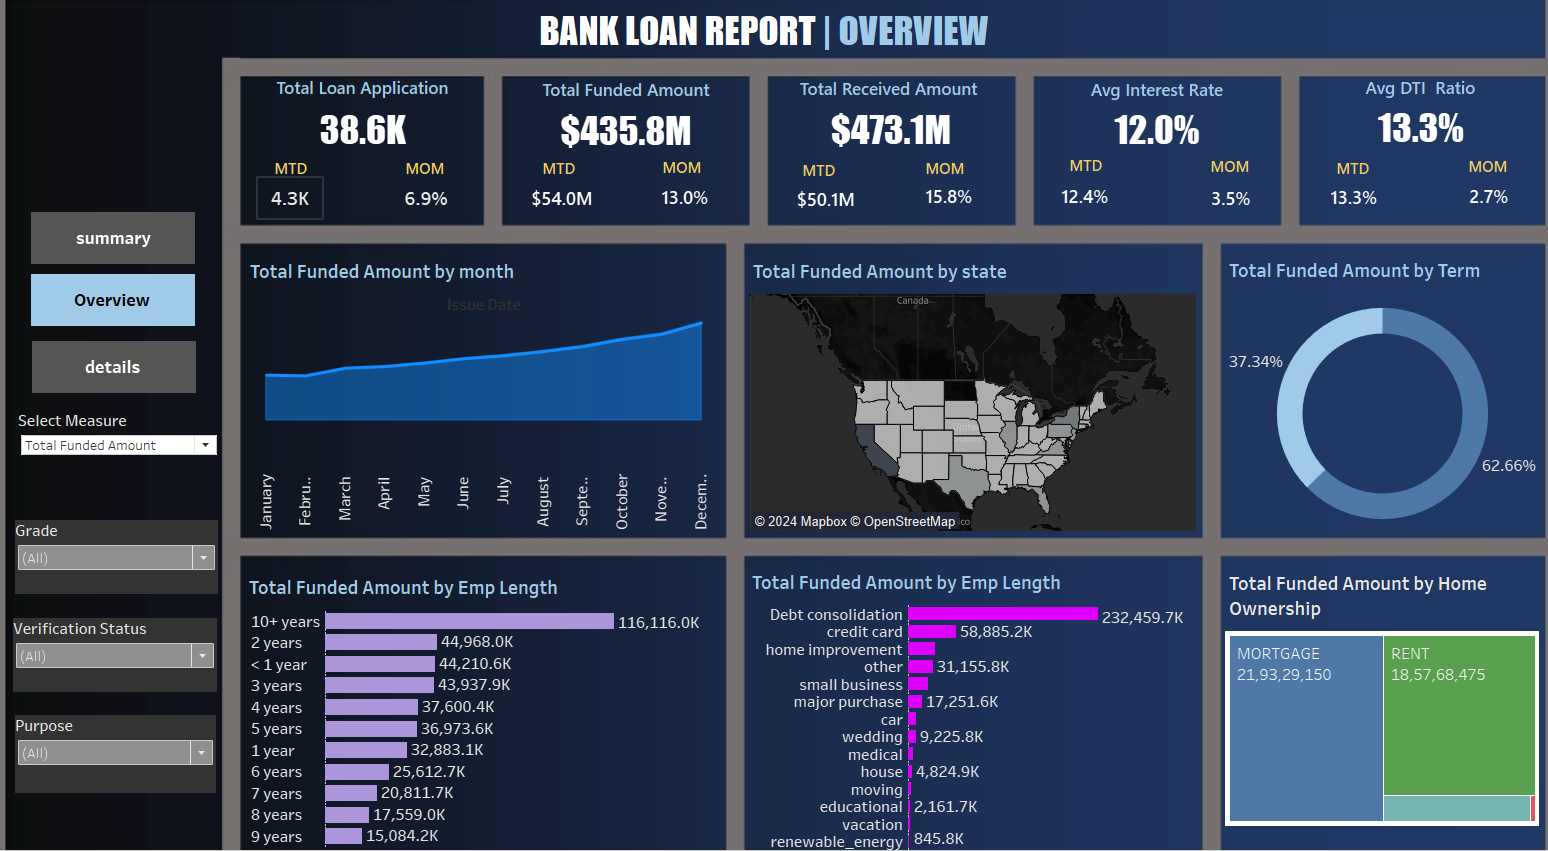 BANK LOAN REPORT | OVERVIEW
Total Loan Application
38.6K
MTD MOM
4.3K 6.9%
Total Funded Amount
$435.8M
MTD MOM
$54.0M 13.0%
Total Received Amount
$473.1M
MTD MOM
$50.1M 15.8%
Avg Interest Rate
12.0%
MTD MOM
12.4% 3.5%
Avg DTI Ratio
13.3%
MTD MOM
13.3% 2.7%
summary
Overview
details
Select Measure
Total Funded Amount
Grade
(All)
Verification Status
(All)
Purpose
(All)
Total Funded Amount by month
Issue Date
January
Febru..
March
April
May
June
July
August
Septe..
October
Nove..
Decem..
Total Funded Amount by state
Canada
United
States
© 2024 Mapbox © OpenStreetMap
ico
Total Funded Amount by Term
37.34%
62.66%
Total Funded Amount by Emp Length
10+ years 116,116.0K
2 years 44,968.0K
< 1 year 44,210.6K
3 years 43,937.9K
4 years 37,600.4K
5 years 36,973.6K
1 year 32,883.1K
6 years 25,612.7K
7 years 20,811.7K
8 years 17,559.0K
9 years 15,084.2K
Total Funded Amount by Emp Length
Debt consolidation 232,459.7K
credit card 58,885.2K
home improvement
other 31,155.8K
small business
major purchase 17,251.6K
car
wedding 9,225.8K
medical
house 4,824.9K
moving
educational 2,161.7K
vacation
renewable_energy 845.8K
Total Funded Amount by Home
Ownership
MORTGAGE
21,93,29,150
RENT
18,57,68,475